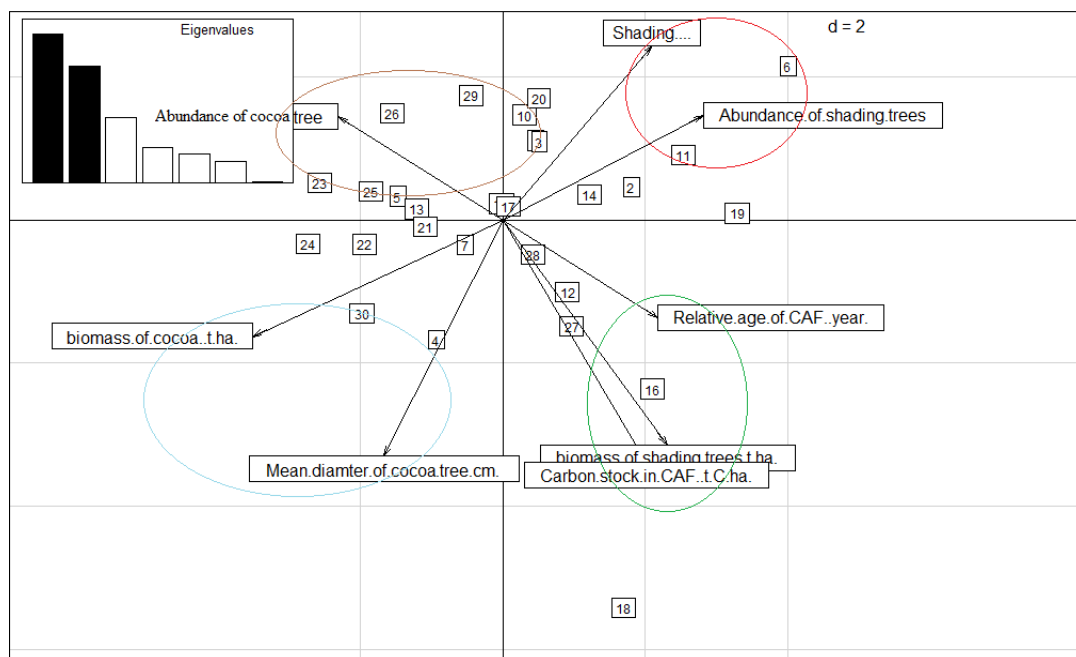 Eigenvalues
Shading....
d = 2
6
29
20
26
10
Abundance of cocoa tree
Abundance.of.shading.trees
3
11
23
25
5
2
14
13
17
19
21
24
22
7
28
12
30
Relative.age.of.CAF..year.
27
biomass.of.cocoa..t.ha.
4
16
biomass.of.shading.trees.t.ha.
Mean.diamter.of.cocoa.tree.cm.
Carbon.stock.in.CAF..t.C.ha.
18